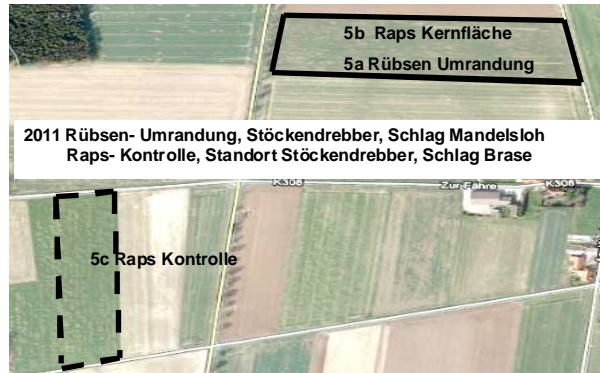 5b Raps Kernfläche
5a Rübsen Umrandung
2011 Rübsen- Umrandung, Stöckendrebber, Schlag Mandelsloh
Raps- Kontrolle, Standort Stöckendrebber, Schlag Brase
K308
Zur Fähre
K308
5c Raps Kontrolle